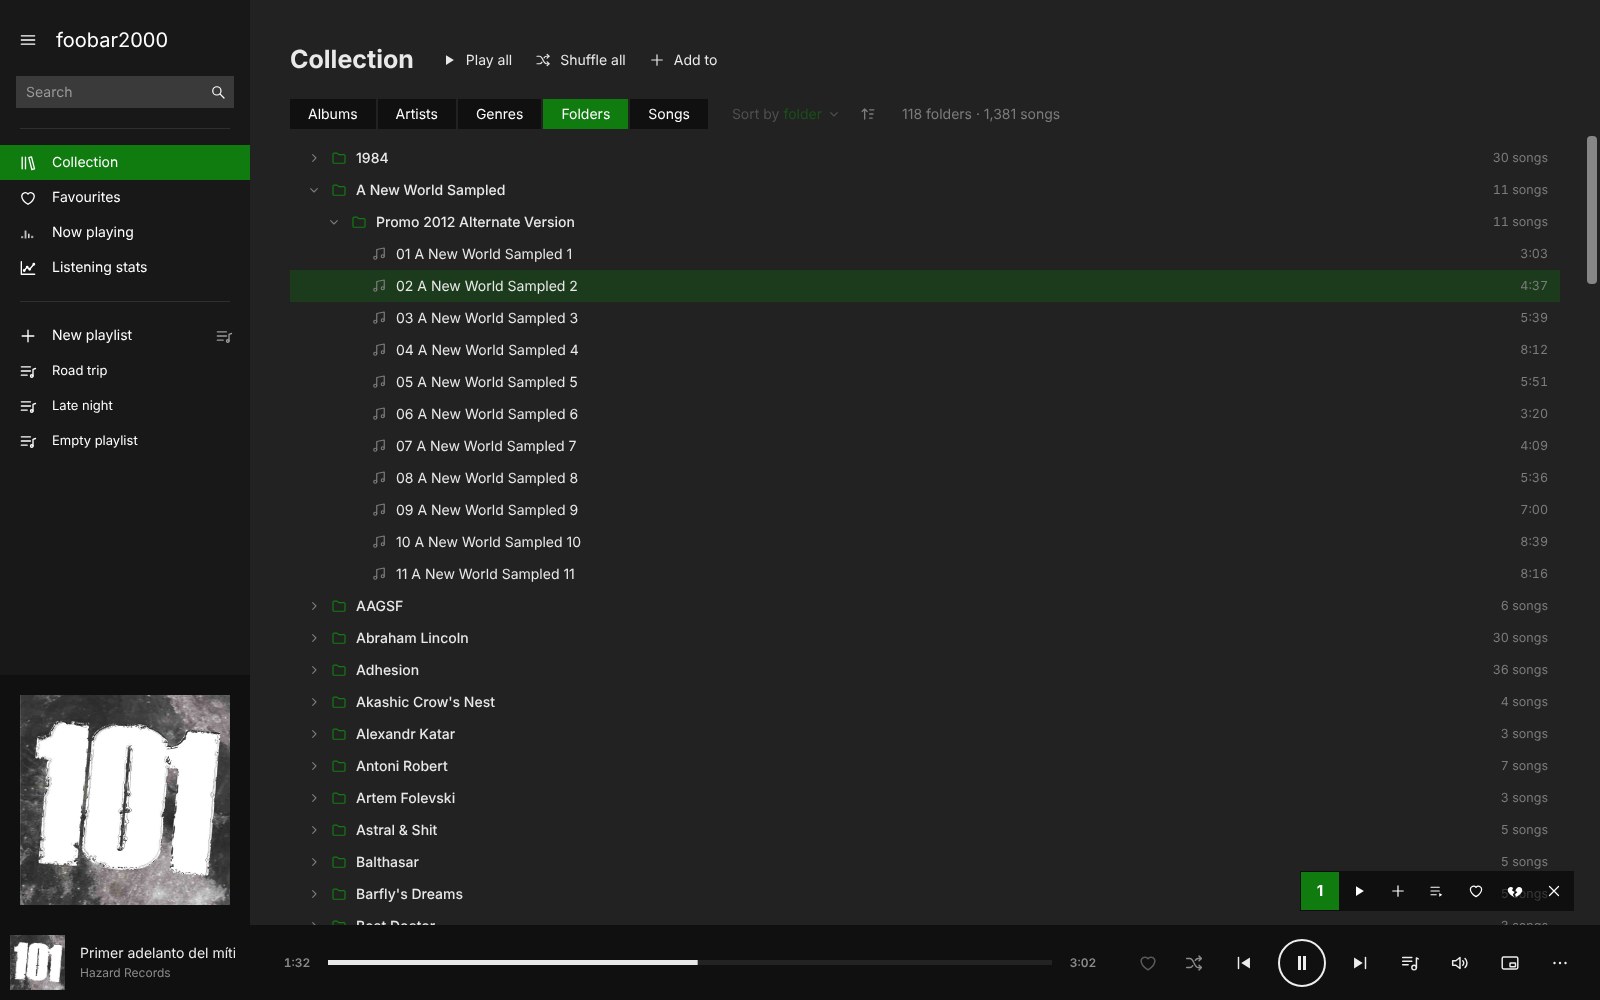 foobar2000
Search
Collection
Favourites
Now playing
Listening stats
New playlist
Road trip
Late night
Empty playlist
101
Collection Play all Shuffle all Add to
Albums Artists Genres Folders Songs Sort by folder 118 folders · 1,381 songs
1984 30 songs
A New World Sampled 11 songs
Promo 2012 Alternate Version 11 songs
01 A New World Sampled 1 3:03
02 A New World Sampled 2 4:37
03 A New World Sampled 3 5:39
04 A New World Sampled 4 8:12
05 A New World Sampled 5 5:51
06 A New World Sampled 6 3:20
07 A New World Sampled 7 4:09
08 A New World Sampled 8 5:36
09 A New World Sampled 9 7:00
10 A New World Sampled 10 8:39
11 A New World Sampled 11 8:16
AAGSF 6 songs
Abraham Lincoln 30 songs
Adhesion 36 songs
Akashic Crow's Nest 4 songs
Alexandr Katar 3 songs
Antoni Robert 7 songs
Artem Folevski 3 songs
Astral & Shit 5 songs
Balthasar 5 songs
Barfly's Dreams
1
101
Primer adelanto del míti
Hazard Records
1:32 3:02